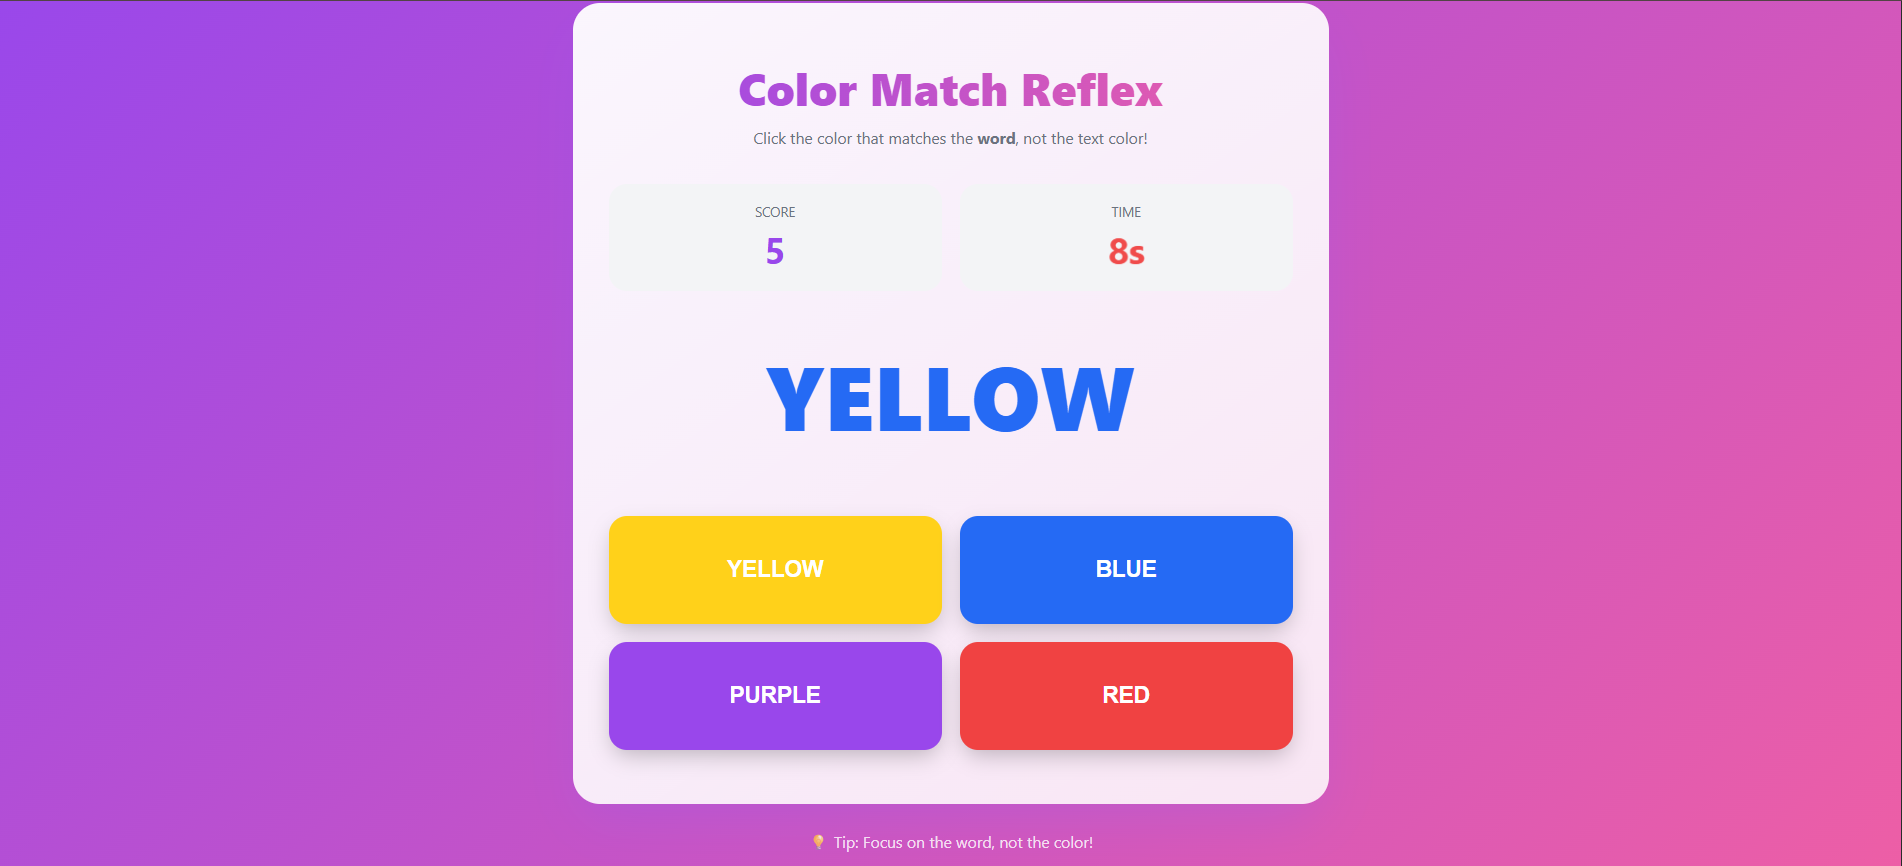 Color Match Reflex
Click the color that matches the word, not the text color!
SCORE
5
TIME
8s
YELLOW
YELLOW
BLUE
PURPLE
RED
💡 Tip: Focus on the word, not the color!